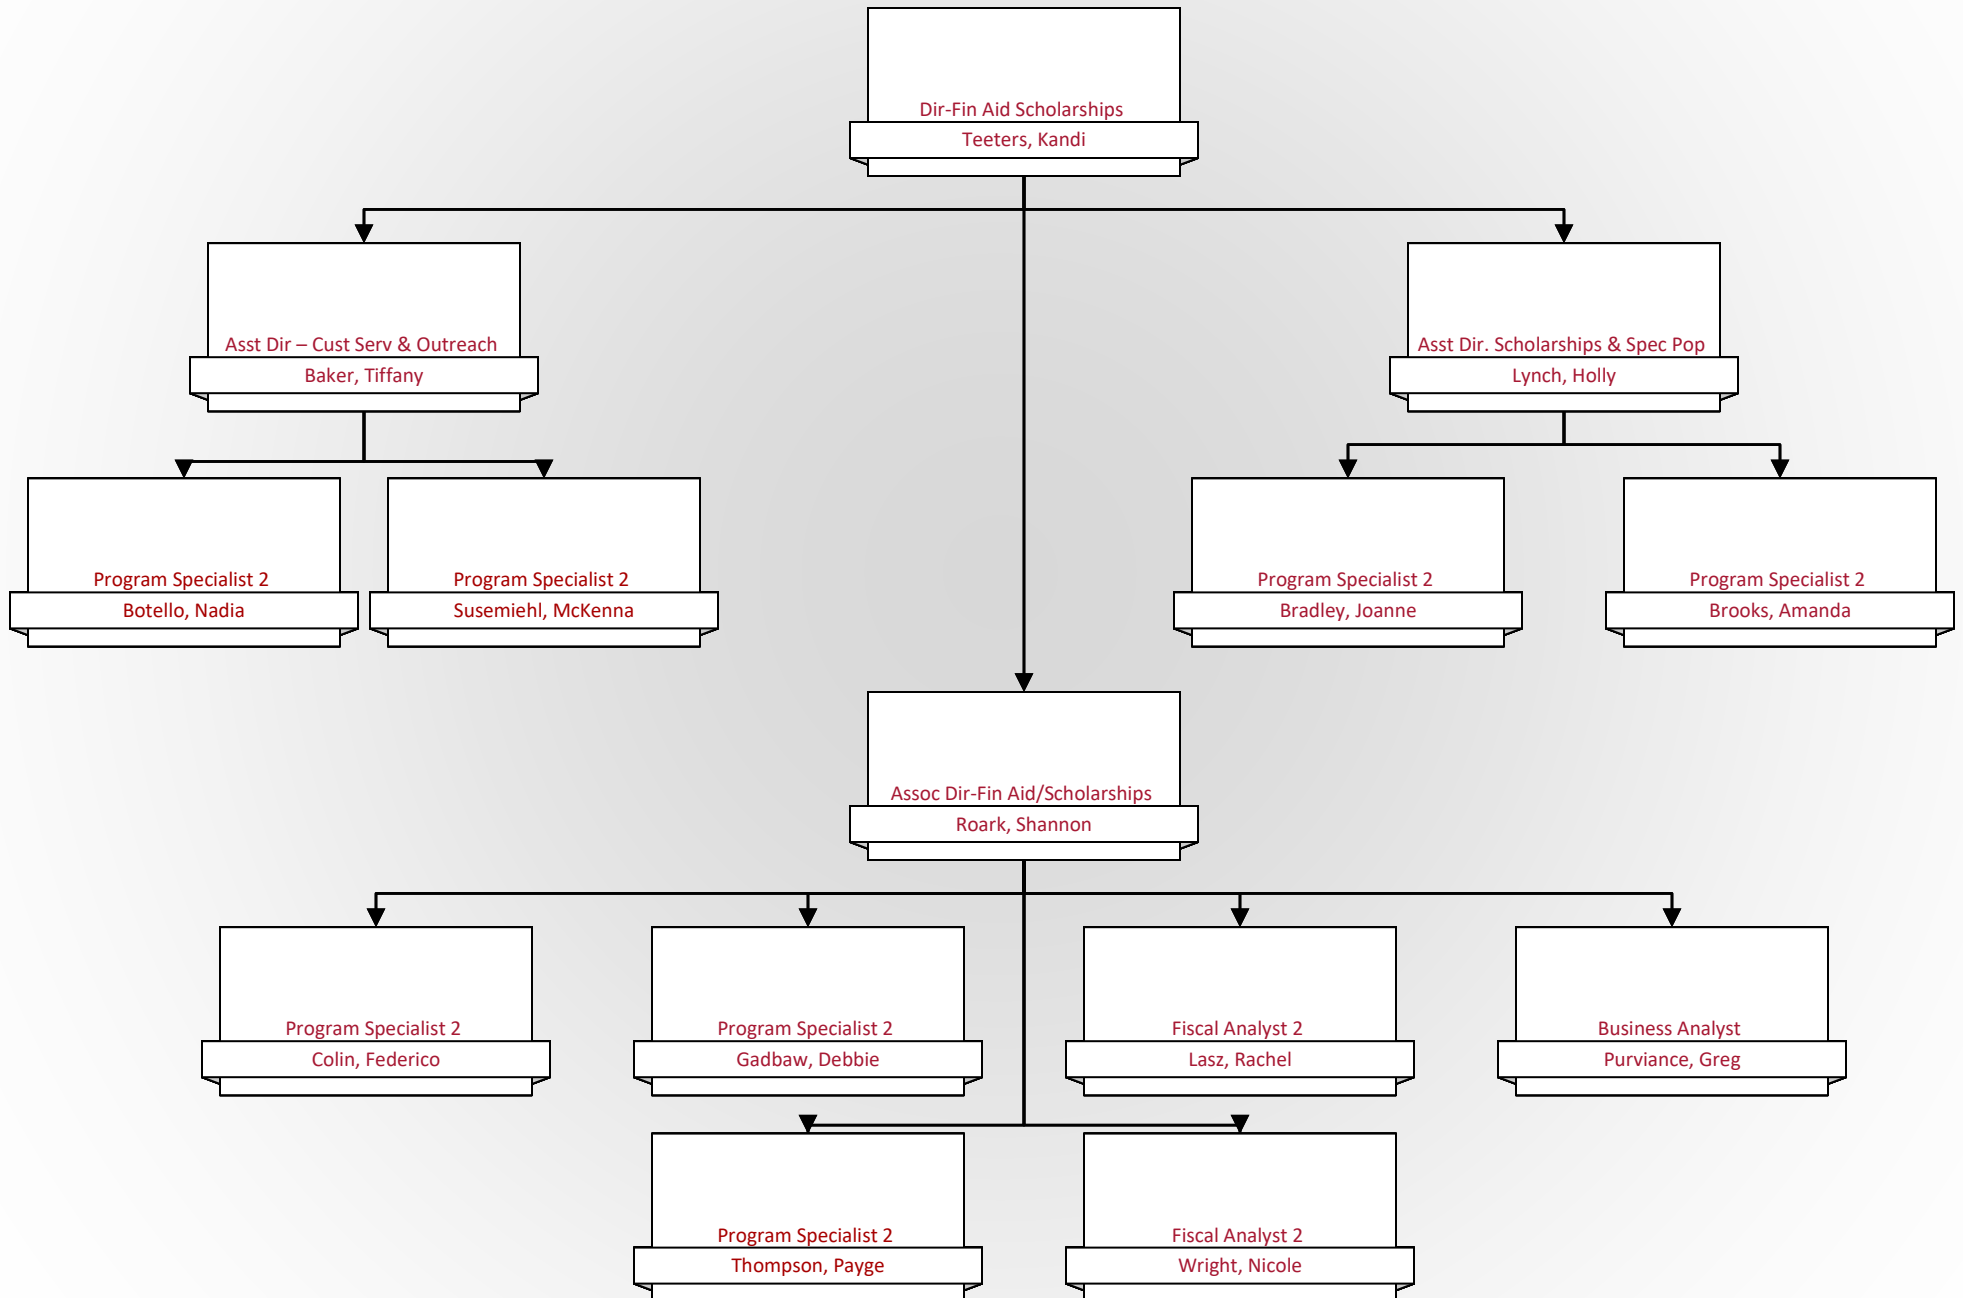 Dir-Fin Aid Scholarships
Teeters, Kandi
Asst Dir – Cust Serv & Outreach
Baker, Tiffany
Asst Dir. Scholarships & Spec Pop
Lynch, Holly
Program Specialist 2
Botello, Nadia
Program Specialist 2
Susemiehl, McKenna
Program Specialist 2
Bradley, Joanne
Program Specialist 2
Brooks, Amanda
Assoc Dir-Fin Aid/Scholarships
Roark, Shannon
Program Specialist 2
Colin, Federico
Program Specialist 2
Gadbaw, Debbie
Fiscal Analyst 2
Lasz, Rachel
Business Analyst
Purviance, Greg
Program Specialist 2
Thompson, Payge
Fiscal Analyst 2
Wright, Nicole